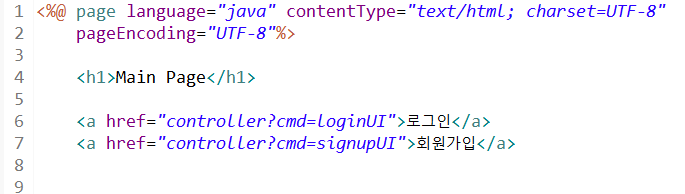 1 <%@ page language="java" contentType="text/html; charset=UTF-8"
2     pageEncoding="UTF-8"%>
3
4     <h1>Main Page</h1>
5
6     <a href="controller?cmd=loginUI">로그인</a>
7     <a href="controller?cmd=signupUI">회원가입</a>
8
9